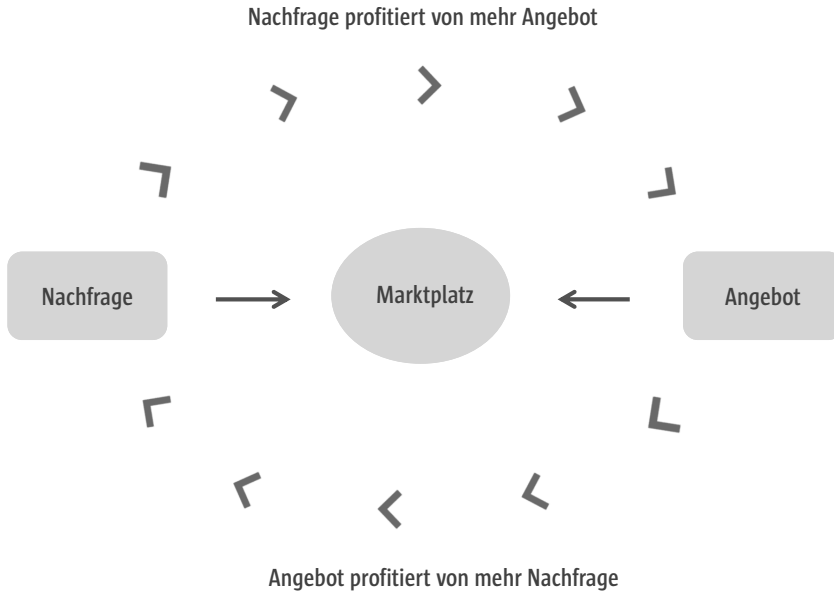 Nachfrage profitiert von mehr Angebot
Nachfrage
Marktplatz
Angebot
Angebot profitiert von mehr Nachfrage